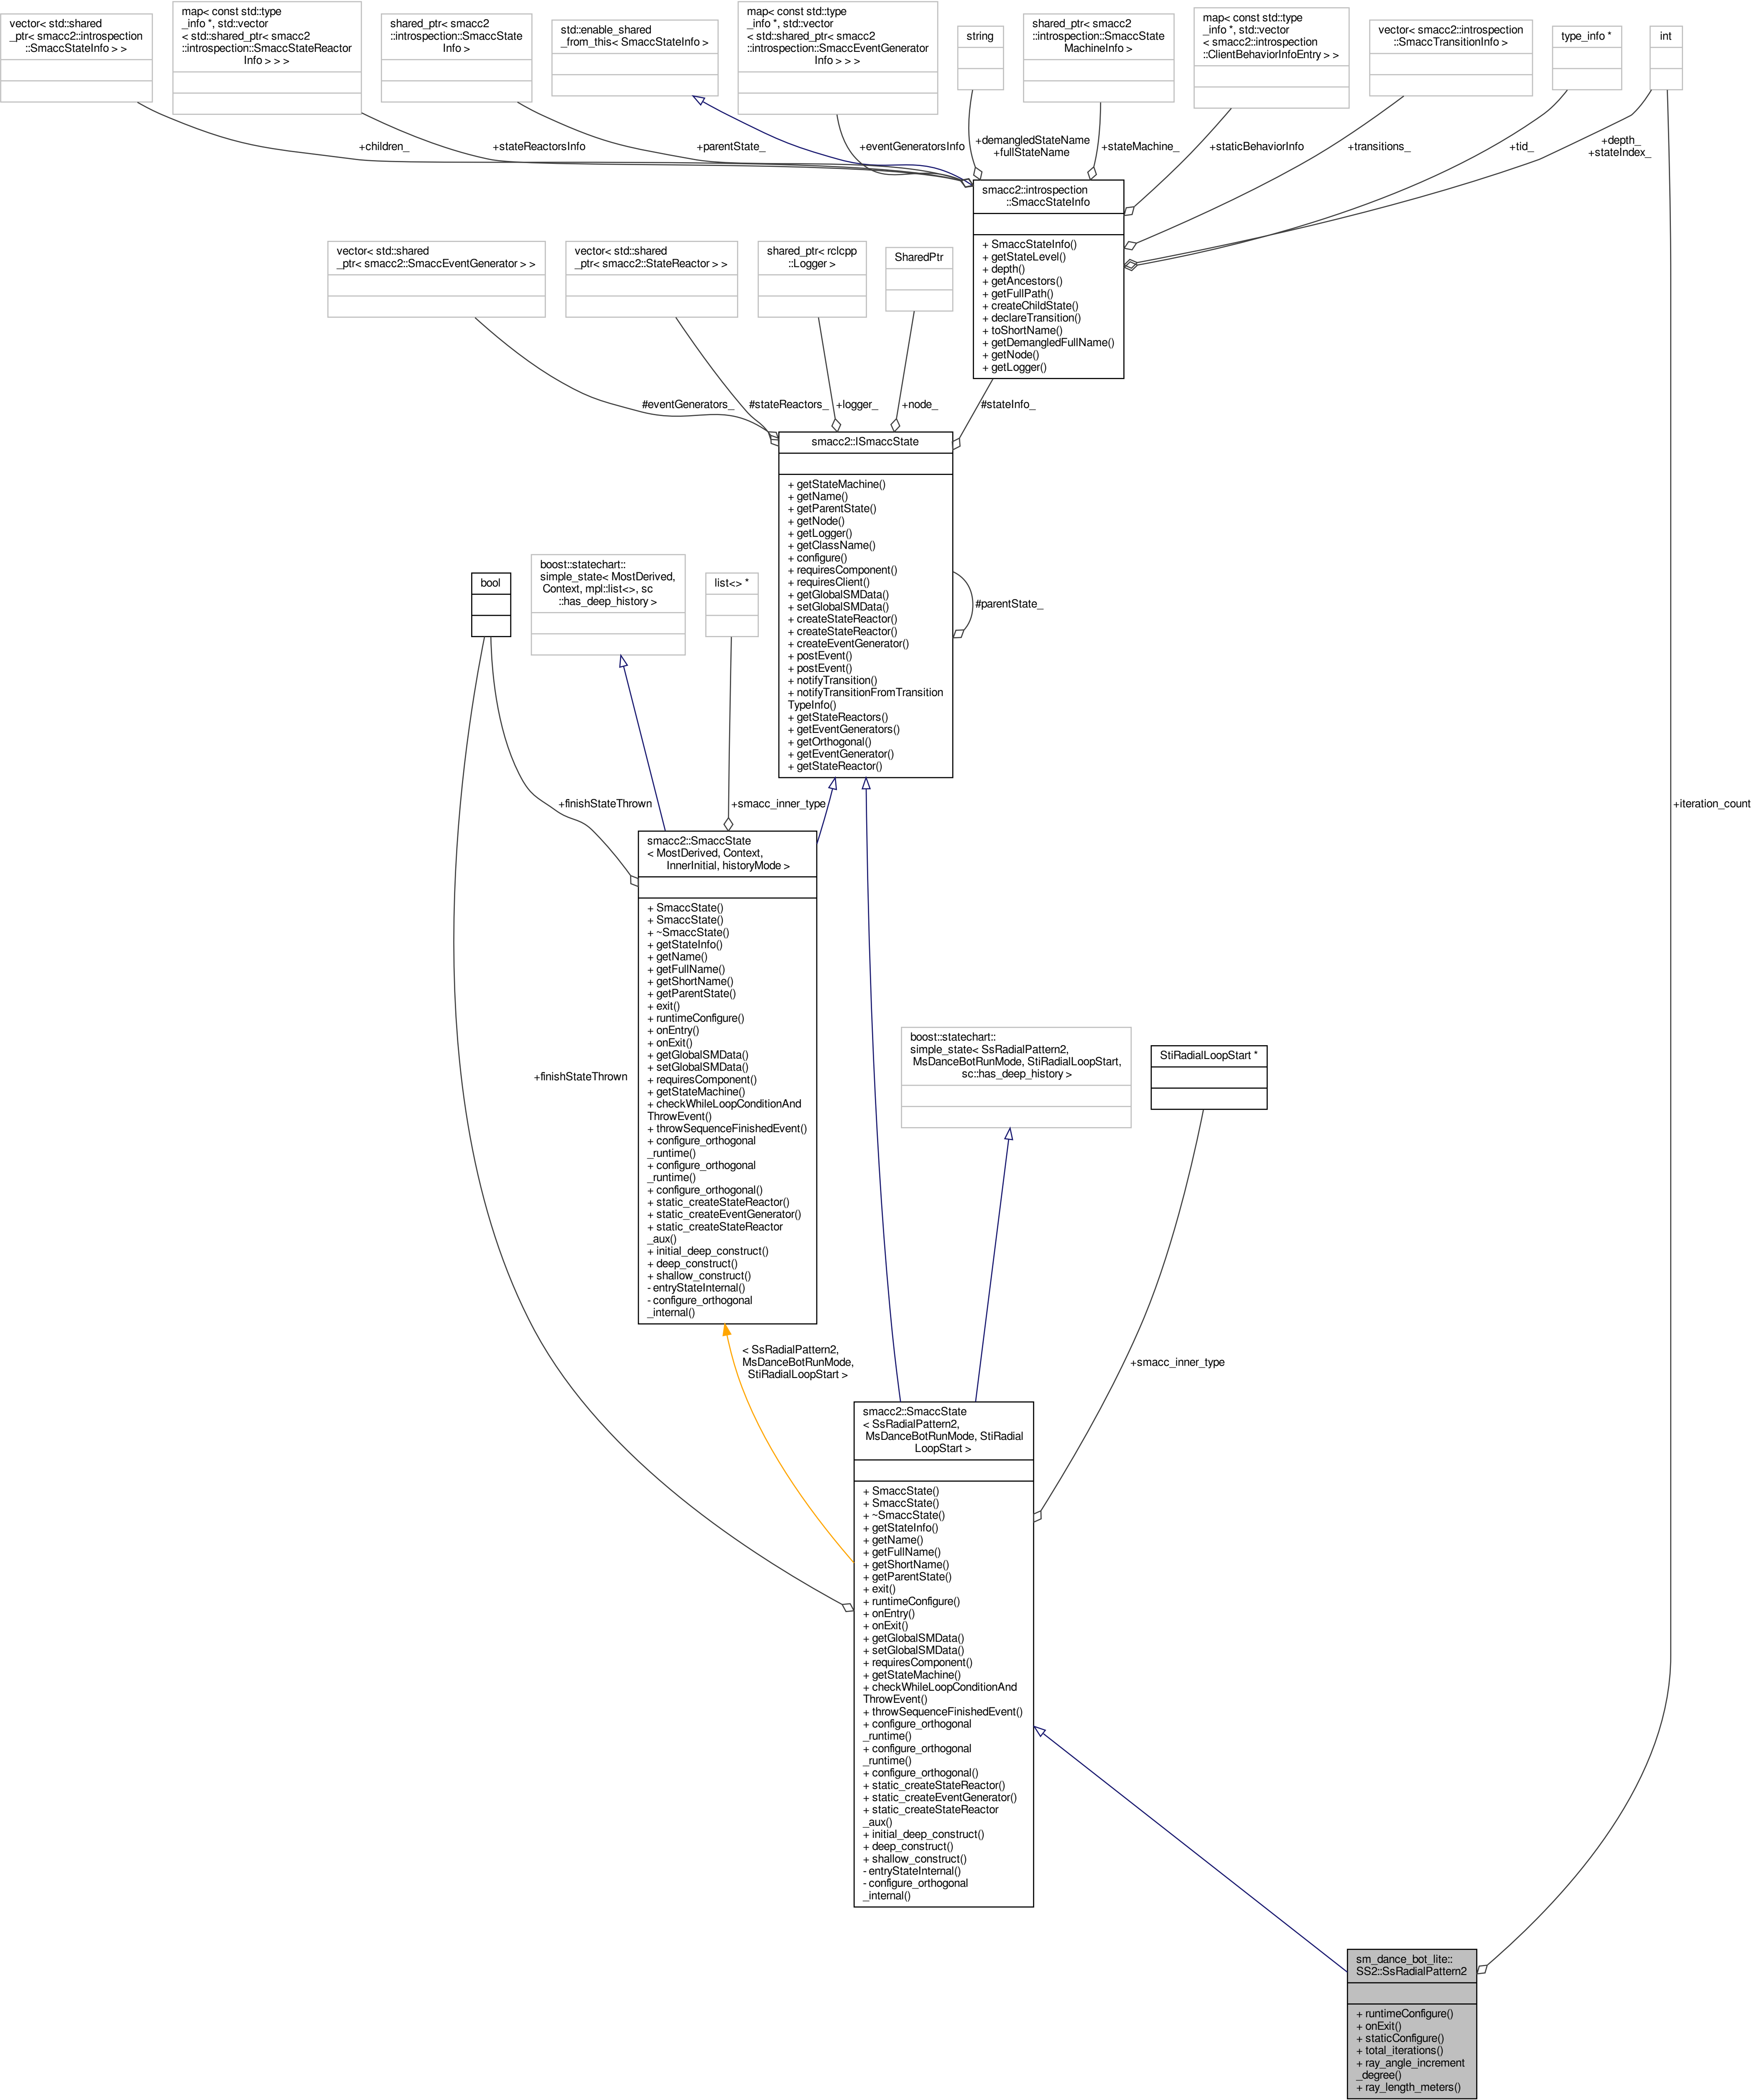 vector< std::shared
_ptr< smacc2::introspection
::SmaccStateInfo > >
map< const std::type
_info *, std::vector
< std::shared_ptr< smacc2
::introspection::SmaccStateReactor
Info > > >
shared_ptr< smacc2
::introspection::SmaccState
Info >
std::enable_shared
_from_this< SmaccStateInfo >
map< const std::type
_info *, std::vector
< std::shared_ptr< smacc2
::introspection::SmaccEventGenerator
Info > > >
string
shared_ptr< smacc2
::introspection::SmaccState
MachineInfo >
map< const std::type
_info *, std::vector
< smacc2::introspection
::ClientBehaviorInfoEntry > >
vector< smacc2::introspection
::SmaccTransitionInfo >
type_info *
int
+children_
+stateReactorsInfo
+parentState_
+eventGeneratorsInfo
+demangledStateName
+fullStateName
+stateMachine_
+staticBehaviorInfo
+transitions_
+tid_
+depth_
+stateIndex_
smacc2::introspection
::SmaccStateInfo
+ SmaccStateInfo()
+ getStateLevel()
+ depth()
+ getAncestors()
+ getFullPath()
+ createChildState()
+ declareTransition()
+ toShortName()
+ getDemangledFullName()
+ getNode()
+ getLogger()
vector< std::shared
_ptr< smacc2::SmaccEventGenerator > >
vector< std::shared
_ptr< smacc2::StateReactor > >
shared_ptr< rclcpp
::Logger >
SharedPtr
#eventGenerators_
#stateReactors_
+logger_
+node_
#stateInfo_
smacc2::ISmaccState
+ getStateMachine()
+ getName()
+ getParentState()
+ getNode()
+ getLogger()
+ getClassName()
+ configure()
+ requiresComponent()
+ requiresClient()
+ getGlobalSMData()
+ setGlobalSMData()
+ createStateReactor()
+ createStateReactor()
+ createEventGenerator()
+ postEvent()
+ postEvent()
+ notifyTransition()
+ notifyTransitionFromTransition
TypeInfo()
+ getStateReactors()
+ getEventGenerators()
+ getOrthogonal()
+ getEventGenerator()
+ getStateReactor()
#parentState_
bool
boost::statechart::
simple_state< MostDerived,
Context, mpl::list<>, sc
::has_deep_history >
list<> *
+finishStateThrown
+smacc_inner_type
+iteration_count
smacc2::SmaccState
< MostDerived, Context,
InnerInitial, historyMode >
+ SmaccState()
+ SmaccState()
+ ~SmaccState()
+ getStateInfo()
+ getName()
+ getFullName()
+ getShortName()
+ getParentState()
+ exit()
+ runtimeConfigure()
+ onEntry()
+ onExit()
+ getGlobalSMData()
+ setGlobalSMData()
+ requiresComponent()
+ getStateMachine()
+ checkWhileLoopConditionAnd
ThrowEvent()
+ throwSequenceFinishedEvent()
+ configure_orthogonal
_runtime()
+ configure_orthogonal
_runtime()
+ configure_orthogonal()
+ static_createStateReactor()
+ static_createEventGenerator()
+ static_createStateReactor
_aux()
+ initial_deep_construct()
+ deep_construct()
+ shallow_construct()
- entryStateInternal()
- configure_orthogonal
_internal()
+finishStateThrown
boost::statechart::
simple_state< SsRadialPattern2,
MsDanceBotRunMode, StiRadialLoopStart,
sc::has_deep_history >
StiRadialLoopStart *
< SsRadialPattern2,
MsDanceBotRunMode,
StiRadialLoopStart >
+smacc_inner_type
smacc2::SmaccState
< SsRadialPattern2,
MsDanceBotRunMode, StiRadial
LoopStart >
+ SmaccState()
+ SmaccState()
+ ~SmaccState()
+ getStateInfo()
+ getName()
+ getFullName()
+ getShortName()
+ getParentState()
+ exit()
+ runtimeConfigure()
+ onEntry()
+ onExit()
+ getGlobalSMData()
+ setGlobalSMData()
+ requiresComponent()
+ getStateMachine()
+ checkWhileLoopConditionAnd
ThrowEvent()
+ throwSequenceFinishedEvent()
+ configure_orthogonal
_runtime()
+ configure_orthogonal
_runtime()
+ configure_orthogonal()
+ static_createStateReactor()
+ static_createEventGenerator()
+ static_createStateReactor
_aux()
+ initial_deep_construct()
+ deep_construct()
+ shallow_construct()
- entryStateInternal()
- configure_orthogonal
_internal()
sm_dance_bot_lite::
SS2::SsRadialPattern2
+ runtimeConfigure()
+ onExit()
+ staticConfigure()
+ total_iterations()
+ ray_angle_increment
_degree()
+ ray_length_meters()